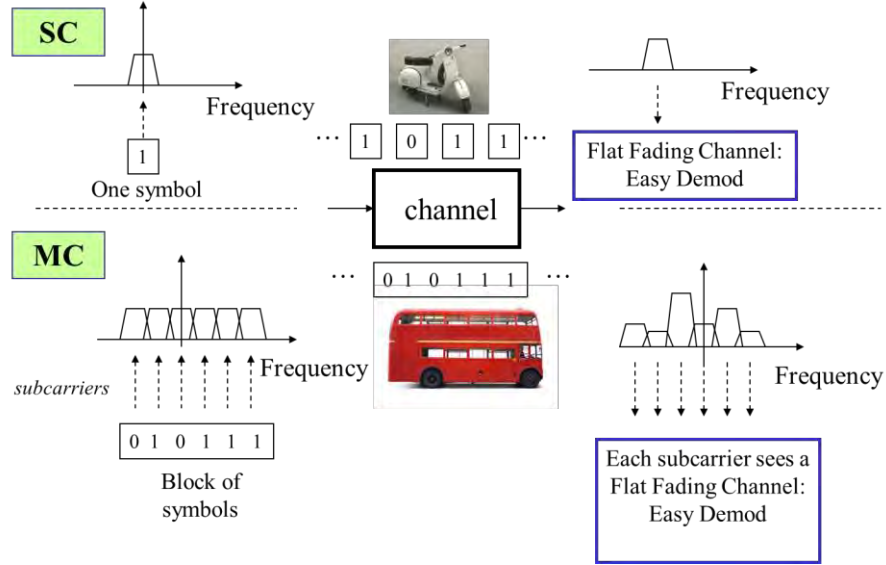 SC
Frequency
1
One symbol
… 1 0 1 1 …
Frequency
Flat Fading Channel:
Easy Demod
channel
MC
Frequency
subcarriers
0 1 0 1 1 1
Block of
symbols
… 0 1 0 1 1 1 …
Frequency
Each subcarrier sees a
Flat Fading Channel:
Easy Demod